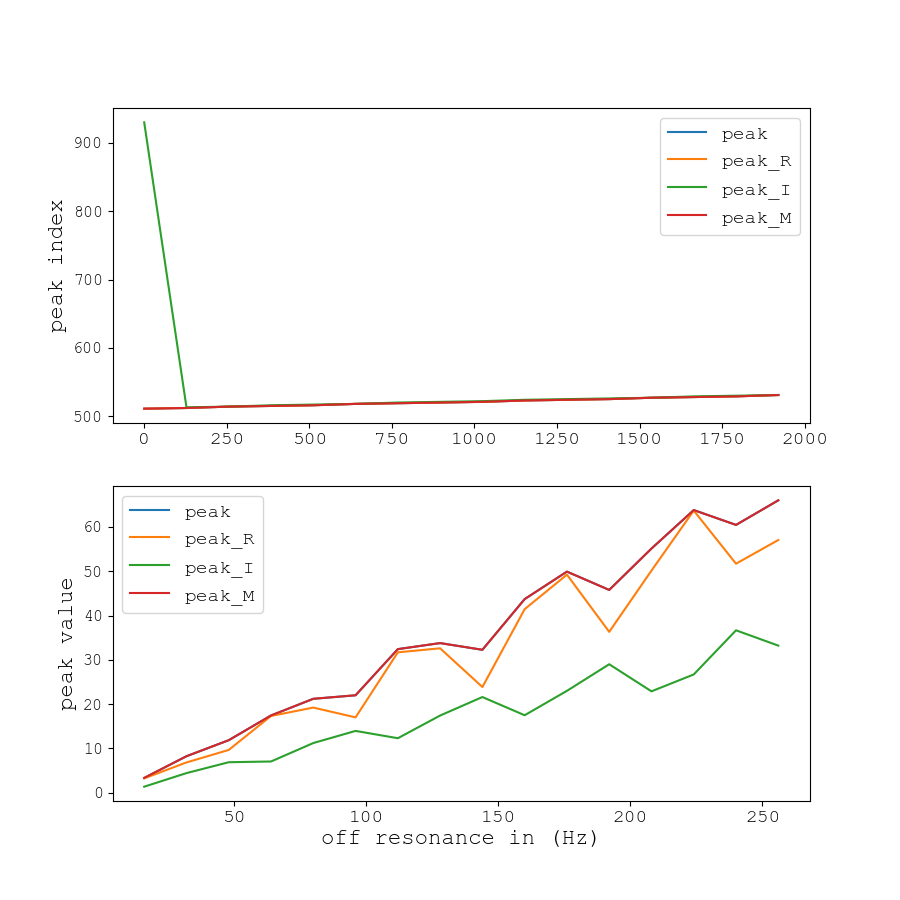 900
800
700
600
500
peak index
peak
peak_R
peak_I
peak_M
0 250 500 750 1000 1250 1500 1750 2000
60
50
40
30
20
10
0
peak value
peak
peak_R
peak_I
peak_M
50 100 150 200 250
off resonance in (Hz)